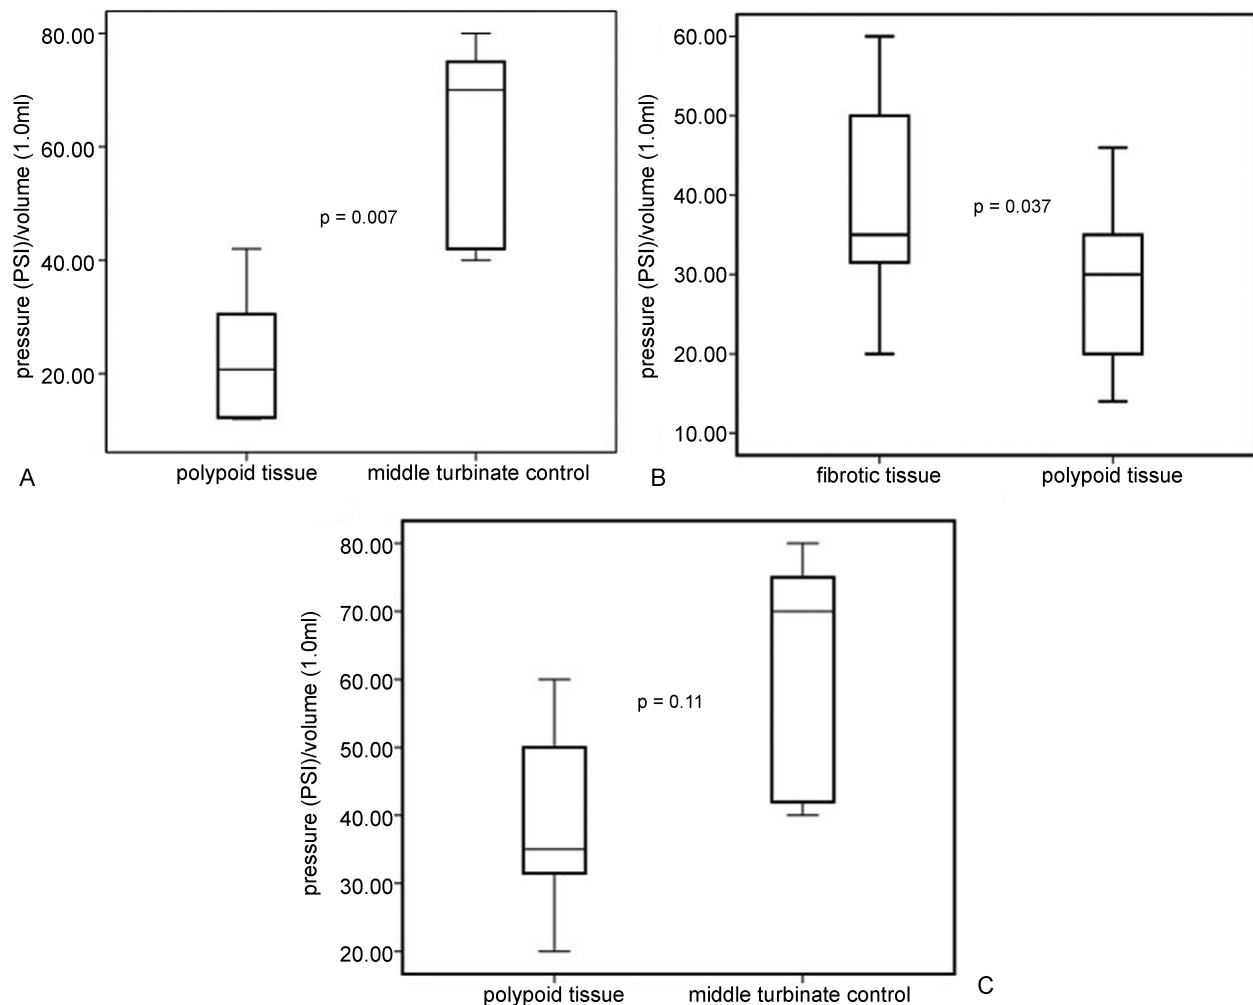 pressure (PSI)/volume (1.0ml)
80.00
60.00
40.00
20.00
p = 0.007
polypoid tissue
middle turbinate control
A
pressure (PSI)/volume (1.0ml)
60.00
50.00
40.00
30.00
20.00
10.00
p = 0.037
fibrotic tissue
polypoid tissue
B
pressure (PSI)/volume (1.0ml)
80.00
70.00
60.00
50.00
40.00
30.00
20.00
p = 0.11
polypoid tissue
middle turbinate control
C